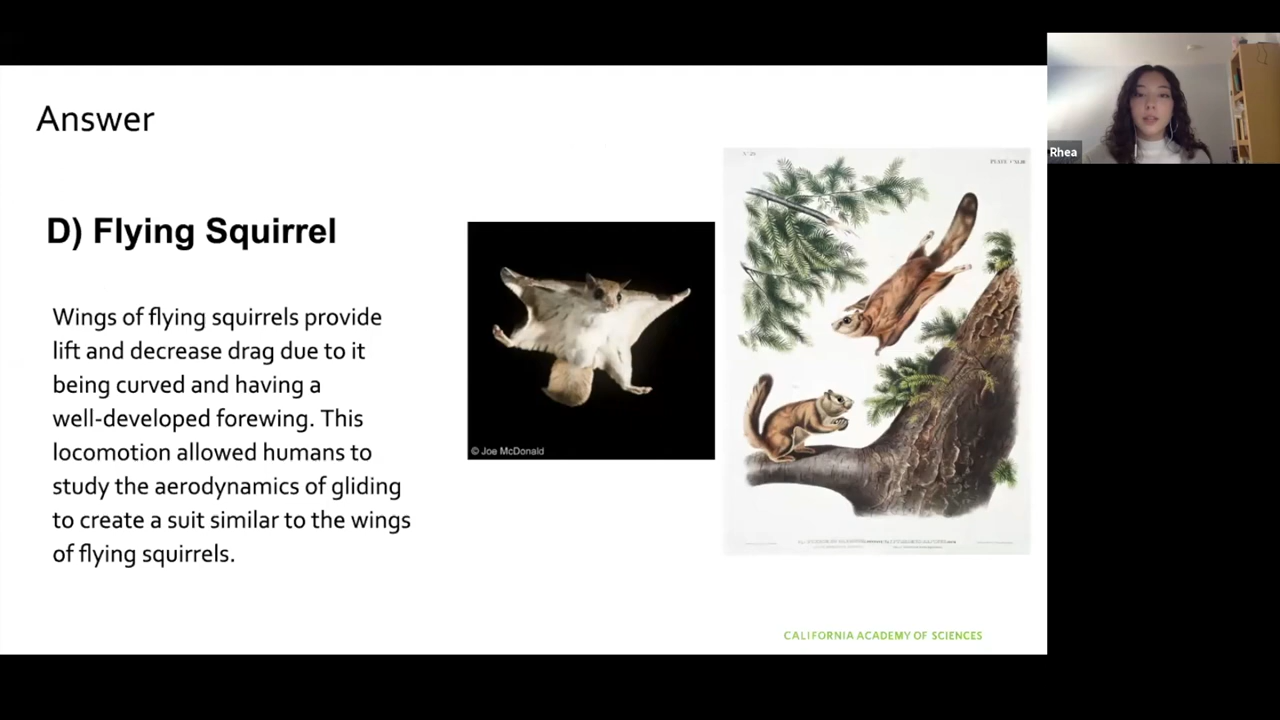 Answer
D) Flying Squirrel
Wings of flying squirrels provide
lift and decrease drag due to it
being curved and having a
well-developed forewing. This
locomotion allowed humans to
study the aerodynamics of gliding
to create a suit similar to the wings
of flying squirrels.
© Joe McDonald
CALIFORNIA ACADEMY OF SCIENCES
Rhea